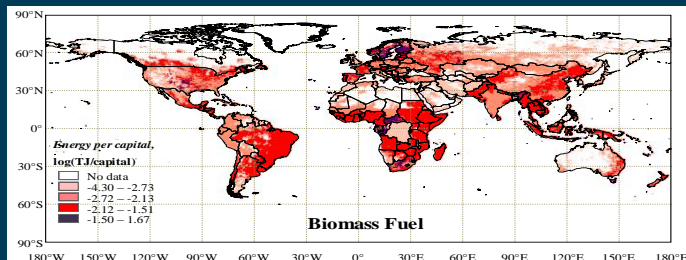 90°N
60°N
30°N
0°
30°S
60°S
90°S
Energy per capital,
log(TJ/capital)
No data
-4.30 – -2.73
-2.72 – -2.13
-2.12 – -1.51
-1.50 – 1.67
Biomass Fuel
180°W 150°W 120°W 90°W 60°W 30°W 0° 30°E 60°E 90°E 120°E 150°E 180°E